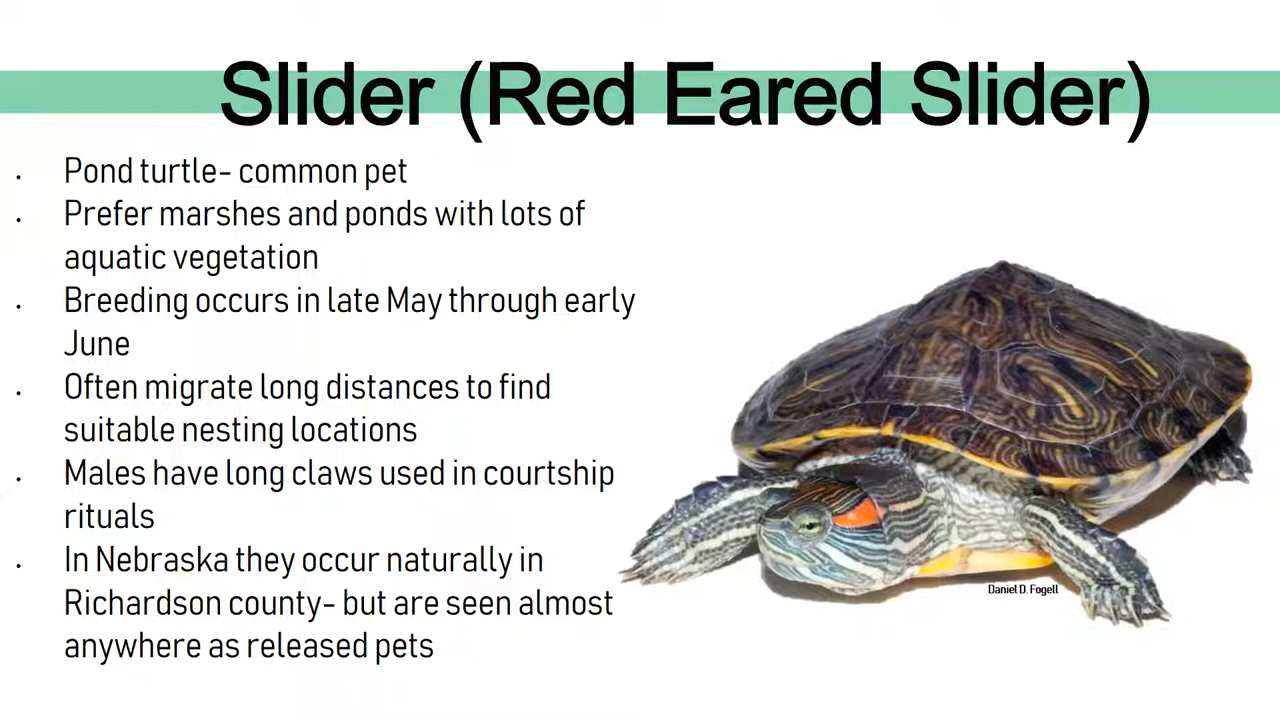 Slider (Red Eared Slider)
• Pond turtle- common pet
• Prefer marshes and ponds with lots of
aquatic vegetation
• Breeding occurs in late May through early
June
• Often migrate long distances to find
suitable nesting locations
• Males have long claws used in courtship
rituals
• In Nebraska they occur naturally in
Richardson county- but are seen almost
anywhere as released pets
Daniel D. Fogell